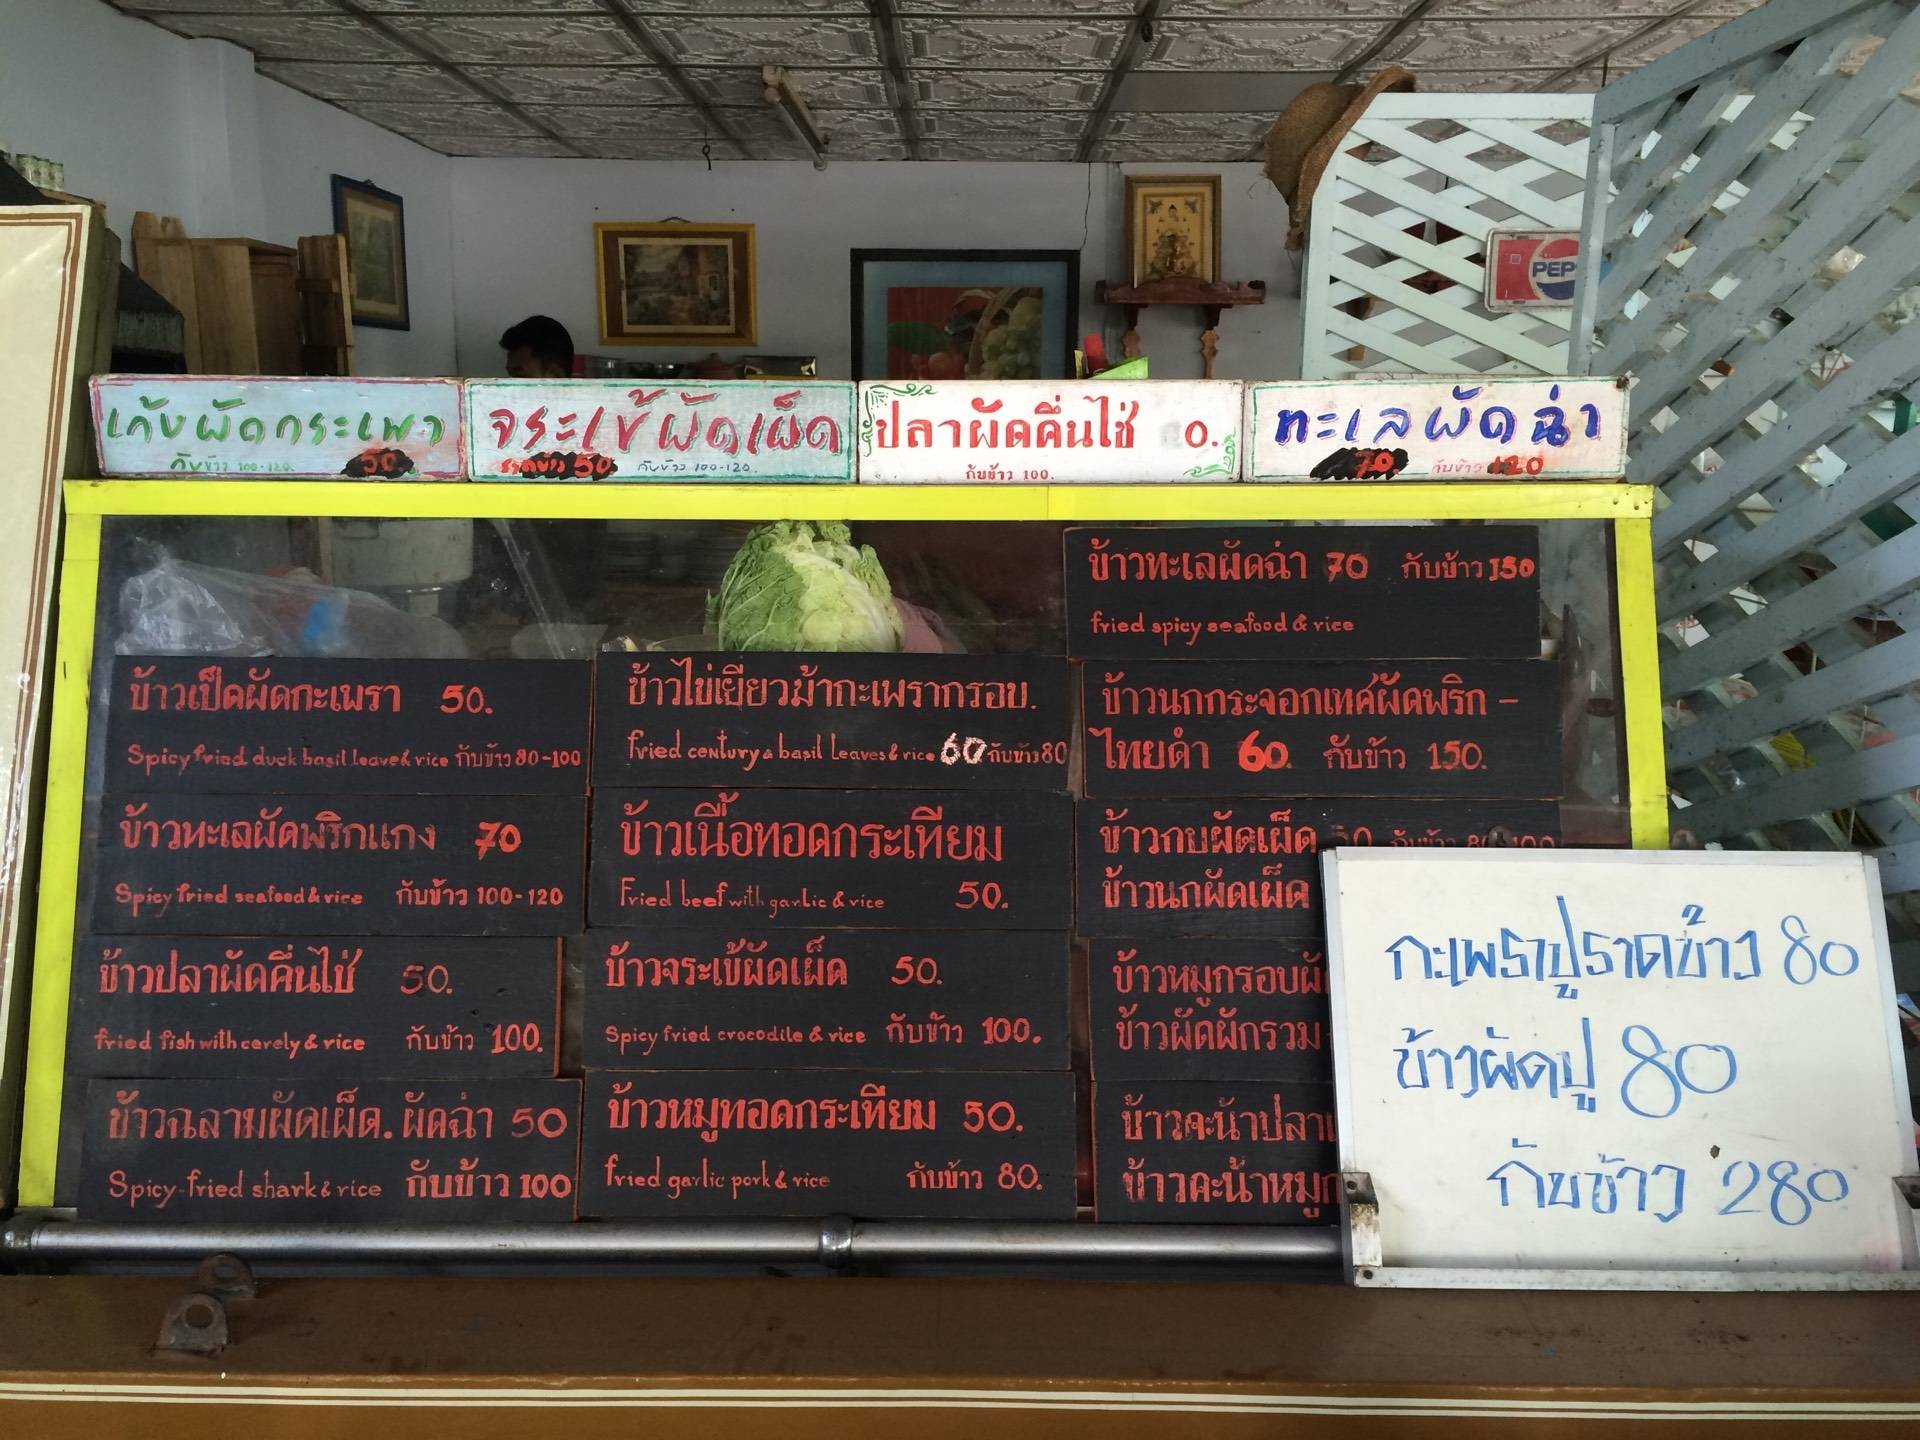 PEPS
เก้งผัดกระเพา
กับข้าว 100-120. 50.
จระเข้ผัดเผ็ด
ราดข้าว 50 กับข้าว 100-120.
ปลาผัดคื่นไช่ 0.
กับข้าว 100.
ทะเลผัดฉ่า
70. กับข้าว 120
ข้าวเป็ดผัดกะเพรา 50.
Spicy fried duck basil leave & rice กับข้าว 80-100
ข้าวทะเลผัดพริกแกง 70
Spicy fried seafood & rice กับข้าว 100-120
ข้าวปลาผัดคื่นไช่ 50.
fried fish with cerely & rice กับข้าว 100.
ข้าวฉลามผัดเผ็ด. ผัดฉ่า 50
Spicy-fried shark & rice กับข้าว 100
ข้าวไข่เยี่ยวม้ากะเพรากรอบ.
fried century & basil leaves & rice 60 กับข้าว 80
ข้าวเนื้อทอดกระเทียม
Fried beef with garlic & rice 50.
ข้าวจระเข้ผัดเผ็ด 50.
Spicy fried crocodile & rice กับข้าว 100.
ข้าวหมูทอดกระเทียม 50.
fried garlic pork & rice กับข้าว 80.
ข้าวทะเลผัดฉ่า 70 กับข้าว 150
fried spicy seafood & rice
ข้าวนกกระจอกเทศผัดพริก-
ไทยดำ 60. กับข้าว 150.
ข้าวกบผัดเผ็ด กับข้าว
ข้าวนกผัดเผ็ด
ข้าวหมูกรอบผั
ข้าวผัดผักรวม
ข้าวคะน้าปลา
ข้าวคะน้าหมูก
กะเพราปูราดข้าว 80
ข้าวผัดปู 80
กับข้าว 280